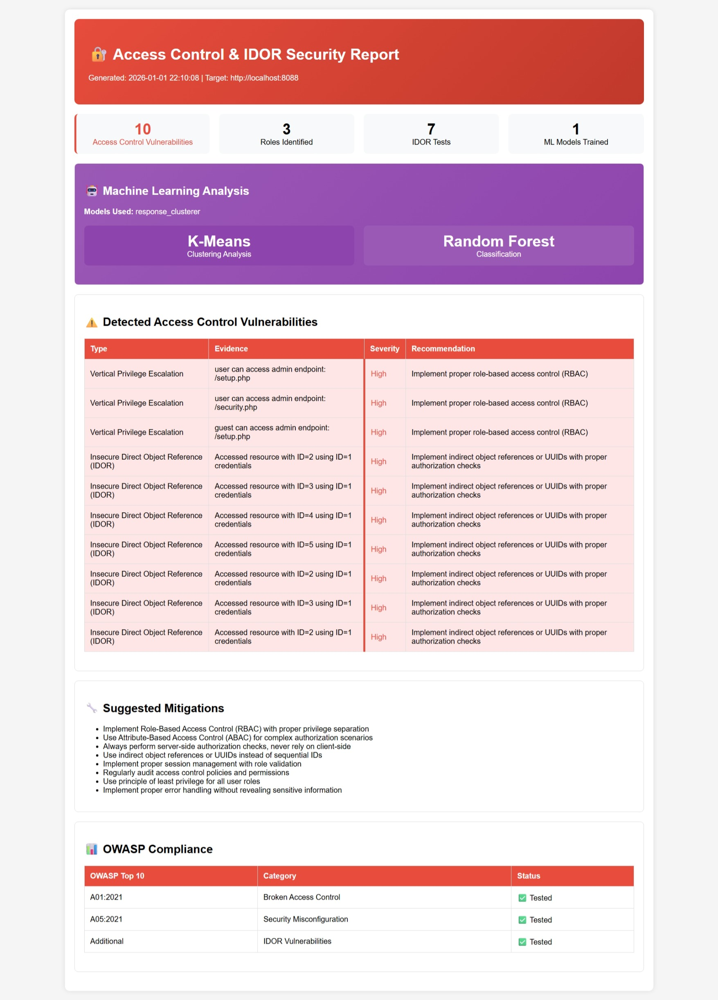 Access Control & IDOR Security Report
Generated: 2026-01-01 22:10:08 | Target: http://localhost:8088
10
Access Control Vulnerabilities
3
Roles Identified
7
IDOR Tests
1
ML Models Trained
Machine Learning Analysis
Models Used: response_clusterer
K-Means
Clustering Analysis
Random Forest
Classification
Detected Access Control Vulnerabilities
Type Evidence Severity Recommendation
Vertical Privilege Escalation
user can access admin endpoint:
/setup.php
High
Implement proper role-based access control (RBAC)
Vertical Privilege Escalation
user can access admin endpoint:
/security.php
High
Implement proper role-based access control (RBAC)
Vertical Privilege Escalation
guest can access admin endpoint:
/setup.php
High
Implement proper role-based access control (RBAC)
Insecure Direct Object Reference
(IDOR)
Accessed resource with ID=2 using ID=1
credentials
High
Implement indirect object references or UUIDs with proper
authorization checks
Insecure Direct Object Reference
(IDOR)
Accessed resource with ID=3 using ID=1
credentials
High
Implement indirect object references or UUIDs with proper
authorization checks
Insecure Direct Object Reference
(IDOR)
Accessed resource with ID=4 using ID=1
credentials
High
Implement indirect object references or UUIDs with proper
authorization checks
Insecure Direct Object Reference
(IDOR)
Accessed resource with ID=5 using ID=1
credentials
High
Implement indirect object references or UUIDs with proper
authorization checks
Insecure Direct Object Reference
(IDOR)
Accessed resource with ID=2 using ID=1
credentials
High
Implement indirect object references or UUIDs with proper
authorization checks
Insecure Direct Object Reference
(IDOR)
Accessed resource with ID=3 using ID=1
credentials
High
Implement indirect object references or UUIDs with proper
authorization checks
Insecure Direct Object Reference
(IDOR)
Accessed resource with ID=2 using ID=1
credentials
High
Implement indirect object references or UUIDs with proper
authorization checks
Suggested Mitigations
• Implement Role-Based Access Control (RBAC) with proper privilege separation
• Use Attribute-Based Access Control (ABAC) for complex authorization scenarios
• Always perform server-side authorization checks, never rely on client-side
• Use indirect object references or UUIDs instead of sequential IDs
• Implement proper session management with role validation
• Regularly audit access control policies and permissions
• Use principle of least privilege for all user roles
• Implement proper error handling without revealing sensitive information
OWASP Compliance
OWASP Top 10 Category Status
A01:2021 Broken Access Control Tested
A05:2021 Security Misconfiguration Tested
Additional IDOR Vulnerabilities Tested